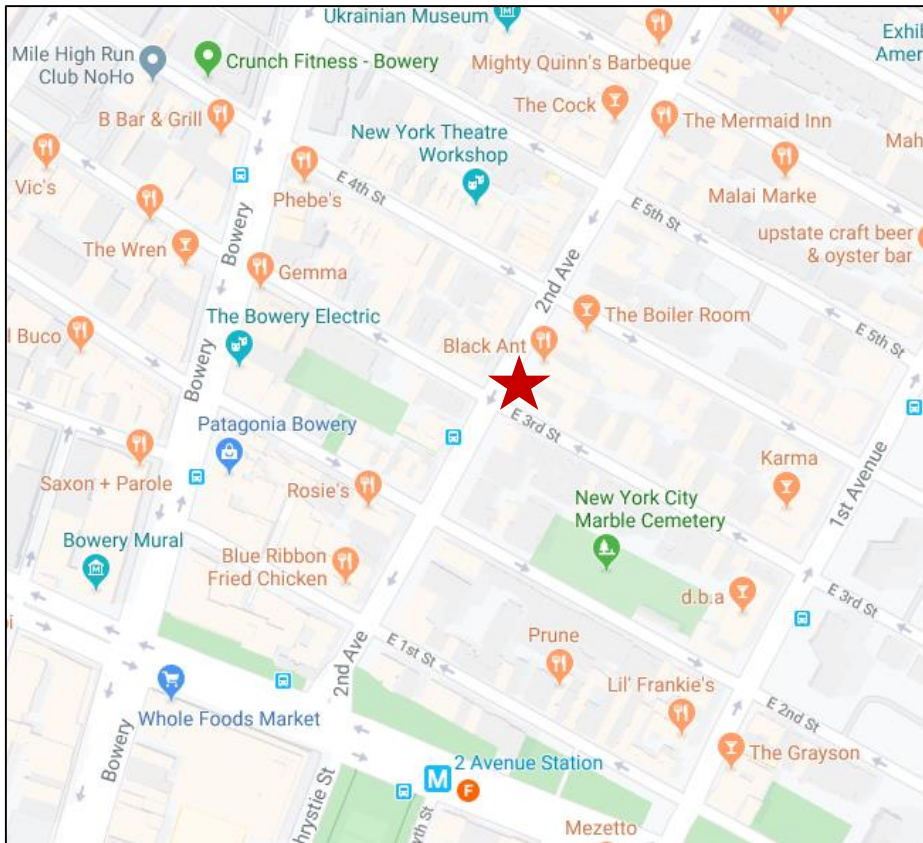 Ukrainian Museum
Exhib
Amer
Mile High Run
Club NoHo
Crunch Fitness - Bowery
Mighty Quinn's Barbeque
The Cock
B Bar & Grill
New York Theatre
Workshop
The Mermaid Inn
Mah
Vic's
Phebe's
E 4th St
Malai Marke
E 5th St
Bowery
upstate craft beer
& oyster bar
The Wren
Gemma
2nd Ave
The Boiler Room
The Bowery Electric
E 5th St
Buco
Black Ant
Bowery
Patagonia Bowery
E 3rd St
Saxon + Parole
Rosie's
Karma
New York City
Marble Cemetery
1st Avenue
Bowery Mural
Blue Ribbon
Fried Chicken
d.b.a
E 3rd St
Prune
E 1st St
2nd Ave
Lil' Frankie's
Whole Foods Market
E 2nd St
Bowery
The Grayson
2 Avenue Station
M
F
hrystie St
th St
Mezetto